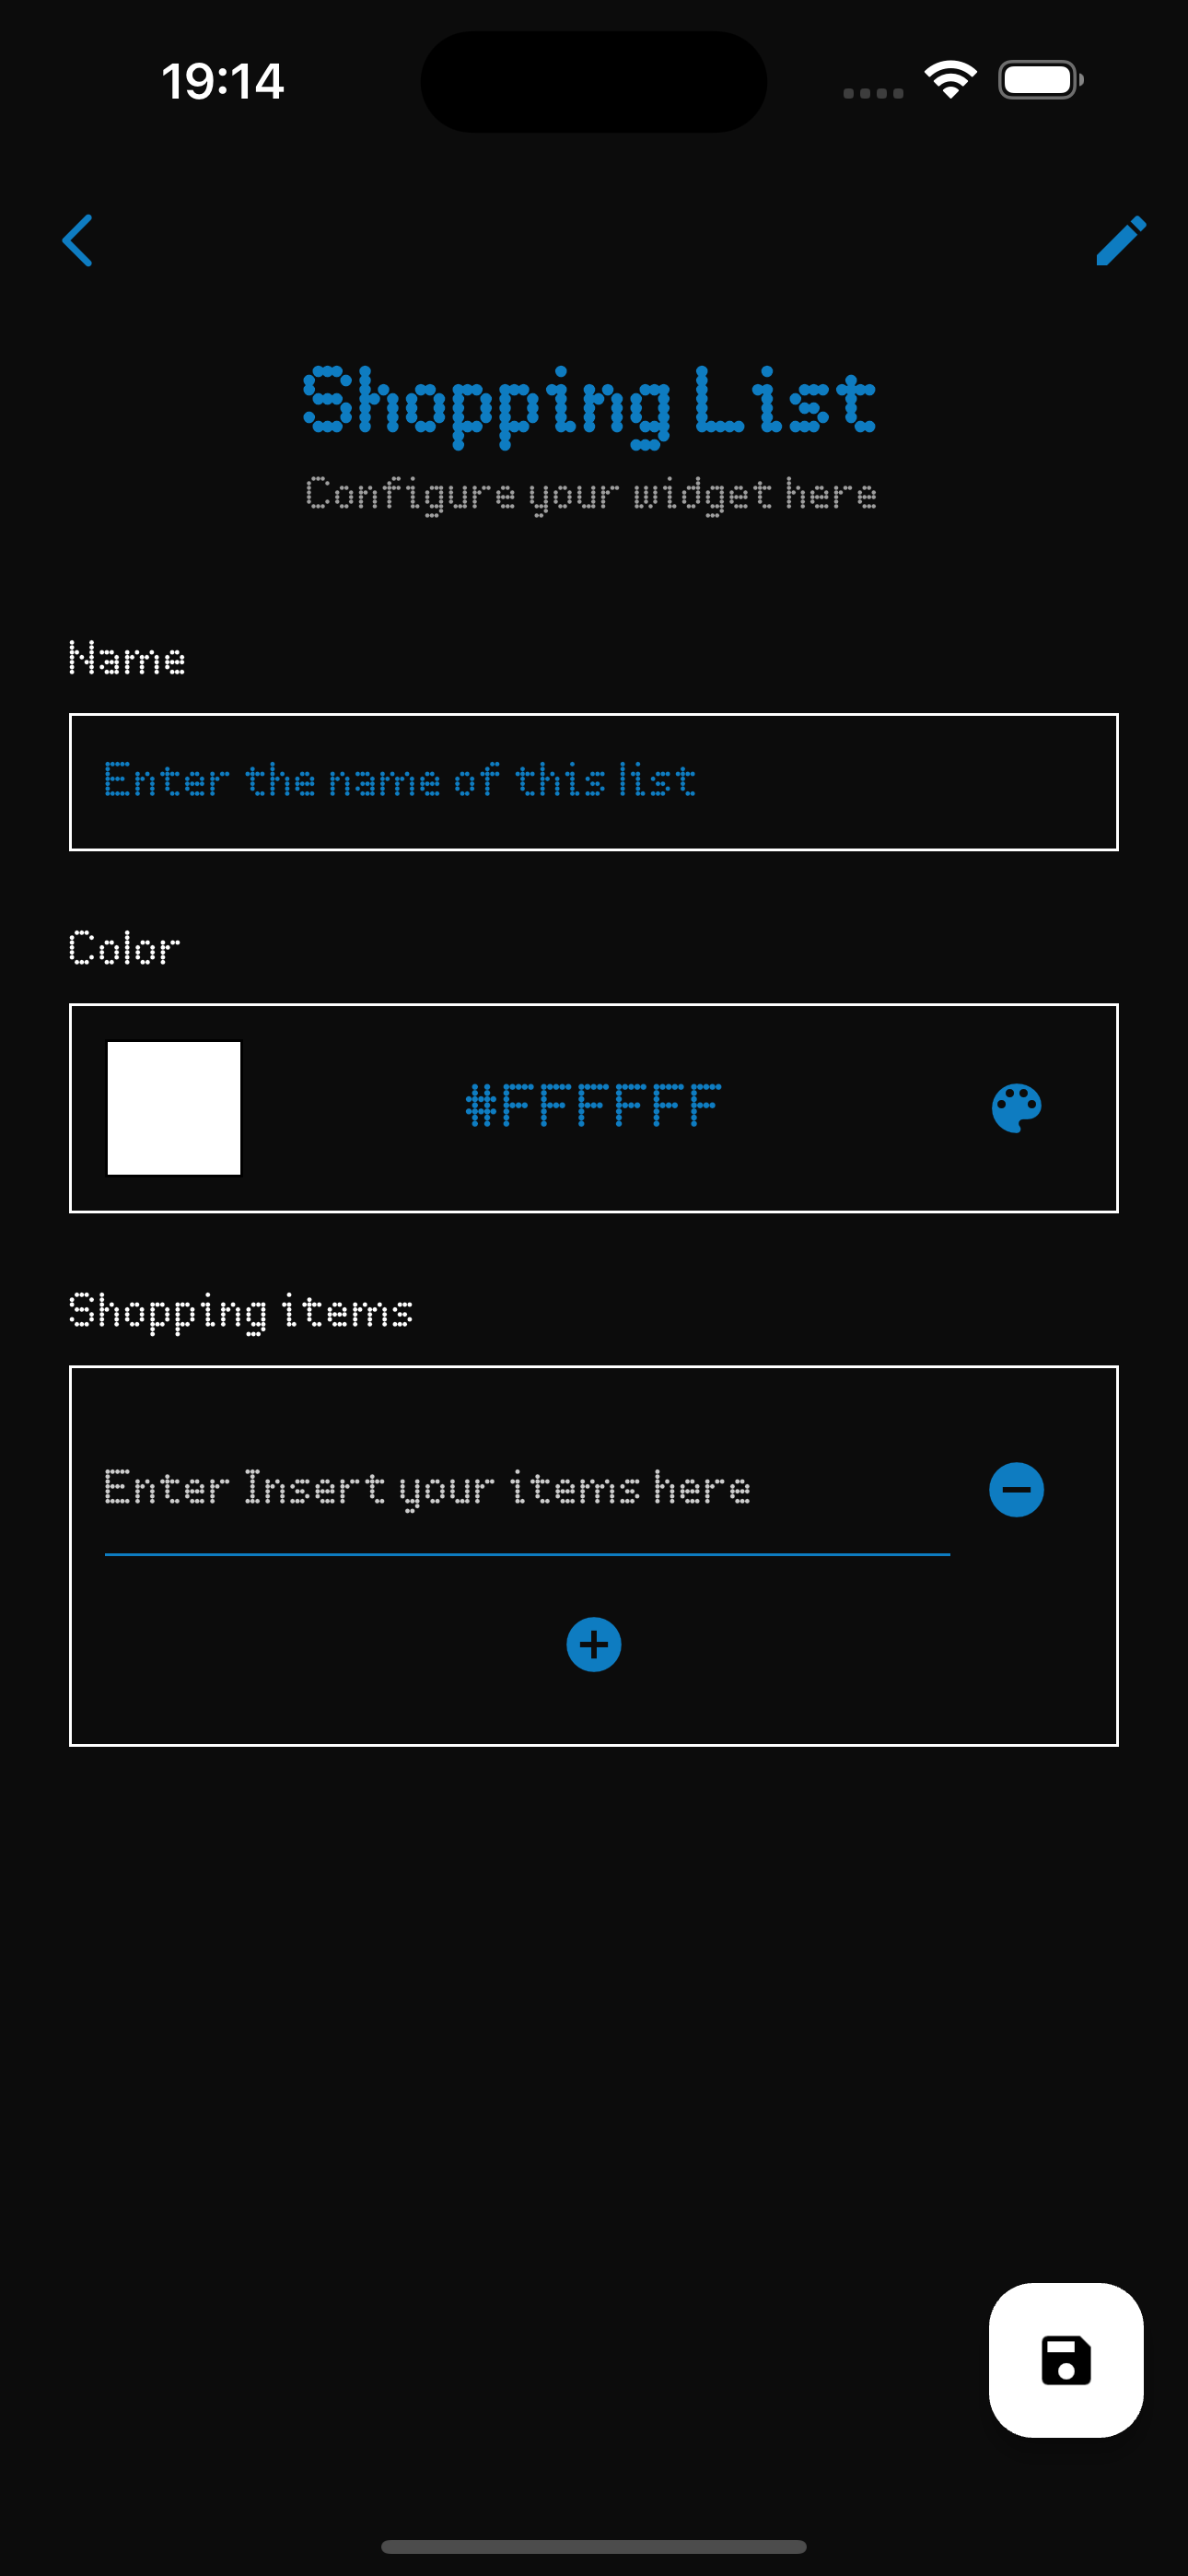 19:14
Shopping List
Configure your widget here
Name
Enter the name of this list
Color
#FFFFFF
Shopping items
Enter Insert your items here